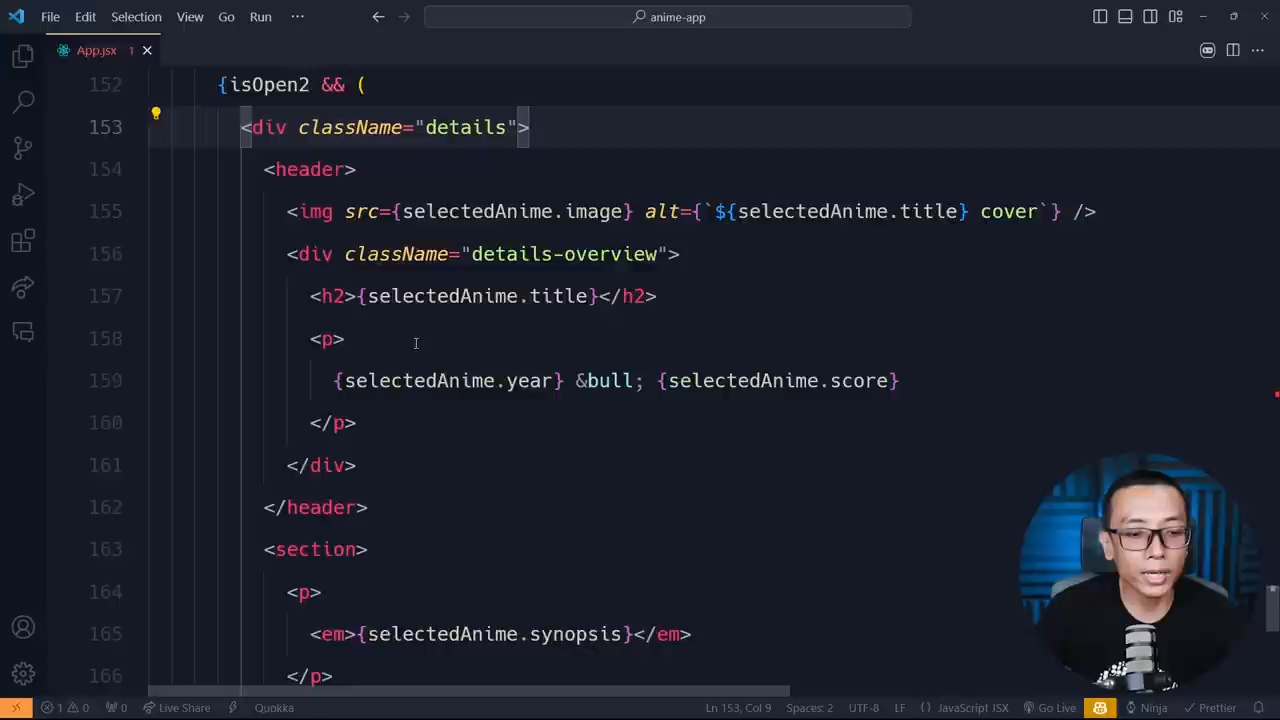 File Edit Selection View Go Run ··· anime-app
App.jsx 1
152 {isOpen2 && (
153 <div className="details">
154 <header>
155 <img src={selectedAnime.image} alt={`${selectedAnime.title} cover`} />
156 <div className="details-overview">
157 <h2>{selectedAnime.title}</h2>
158 <p>
159 {selectedAnime.year} &bull; {selectedAnime.score}
160 </p>
161 </div>
162 </header>
163 <section>
164 <p>
165 <em>{selectedAnime.synopsis}</em>
166 </p>
1 0 0 Live Share Quokka Ln 153, Col 9 Spaces: 2 UTF-8 LF {} JavaScript JSX Go Live Ninja Prettier